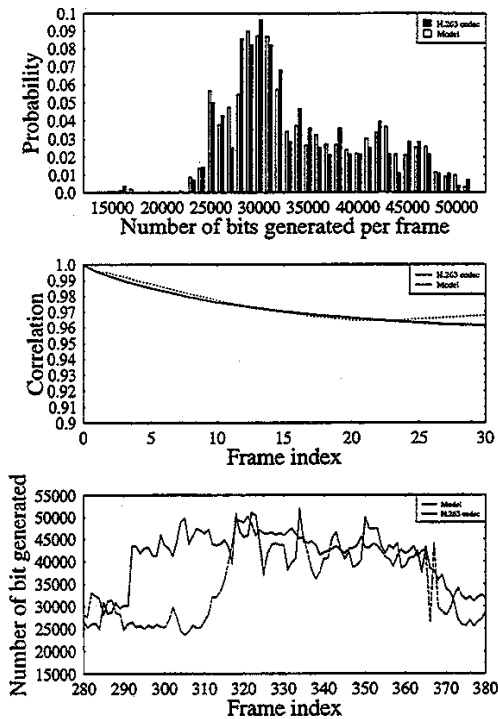 0.1
0.09
0.08
0.07
0.06
0.05
0.04
0.03
0.02
0.01
0.0
Probability
H.263 codec
Model
15000 20000 25000 30000 35000 40000 45000 50000
Number of bits generated per frame
1.0
0.99
0.98
0.97
0.96
0.95
0.94
0.93
0.92
0.91
0.9
Correlation
H.263 codec
Model
0 5 10 15 20 25 30
Frame index
55000
50000
45000
40000
35000
30000
25000
20000
15000
Number of bit generated
Model
H.263 codec
280 290 300 310 320 330 340 350 360 370 380
Frame index